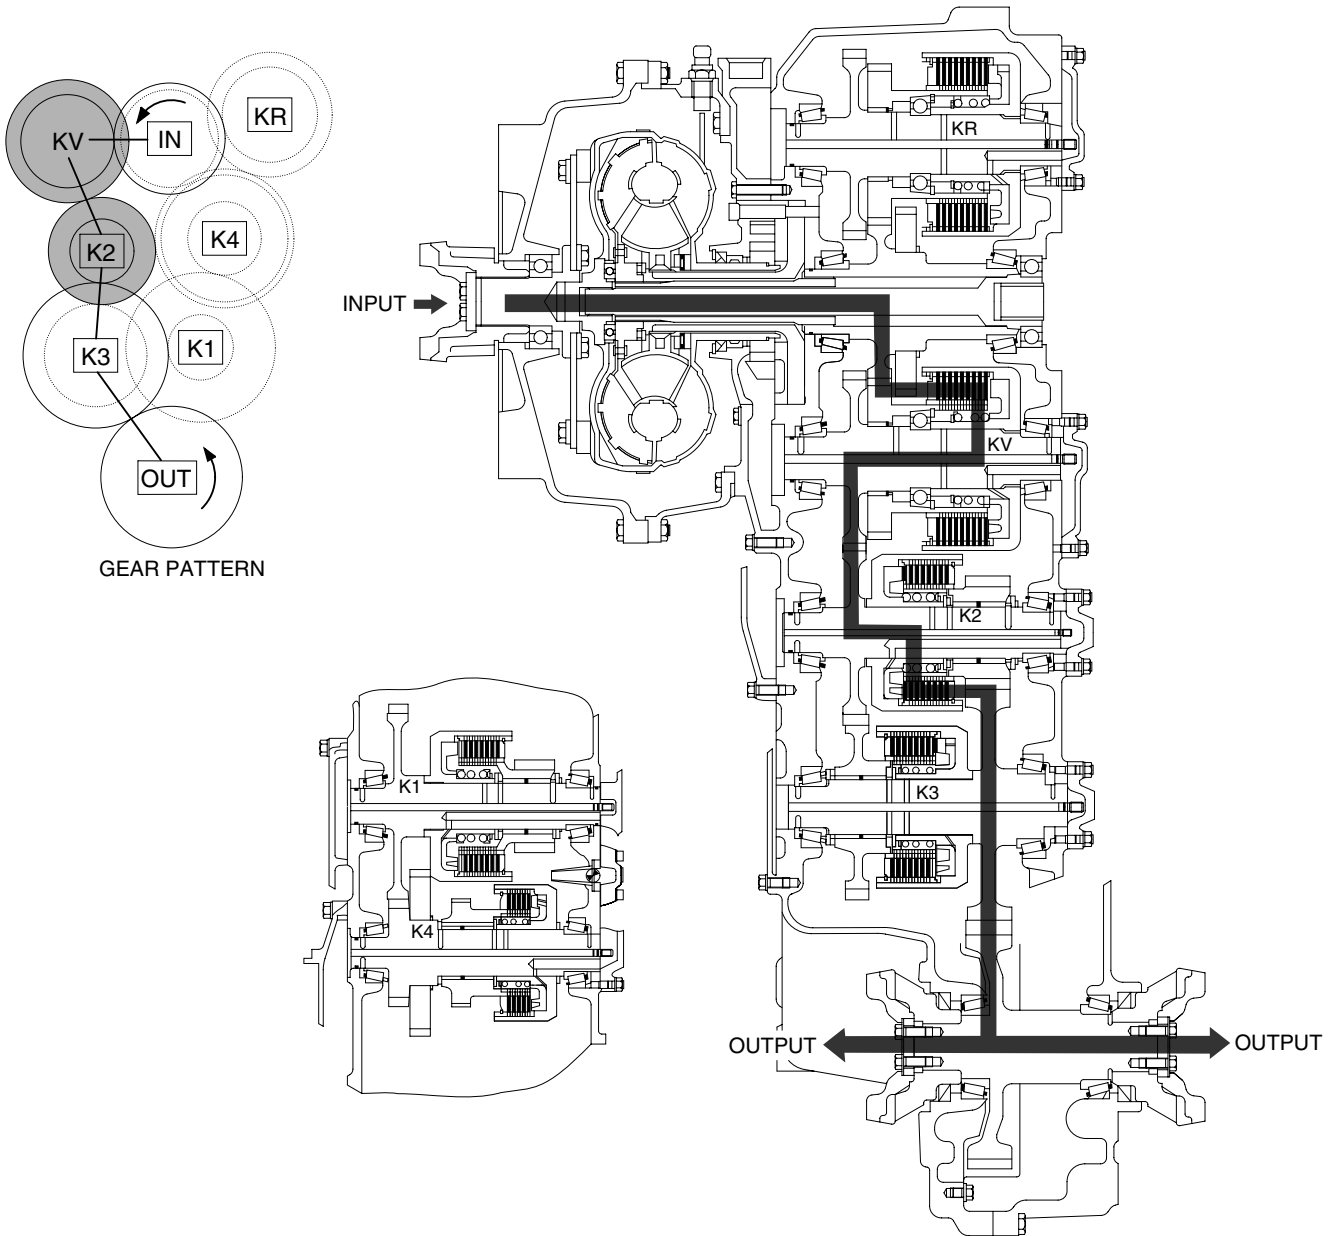 KV
IN
KR
K2
K4
K3
K1
OUT
GEAR PATTERN
INPUT
KR
KV
K2
K3
K1
K4
OUTPUT
OUTPUT